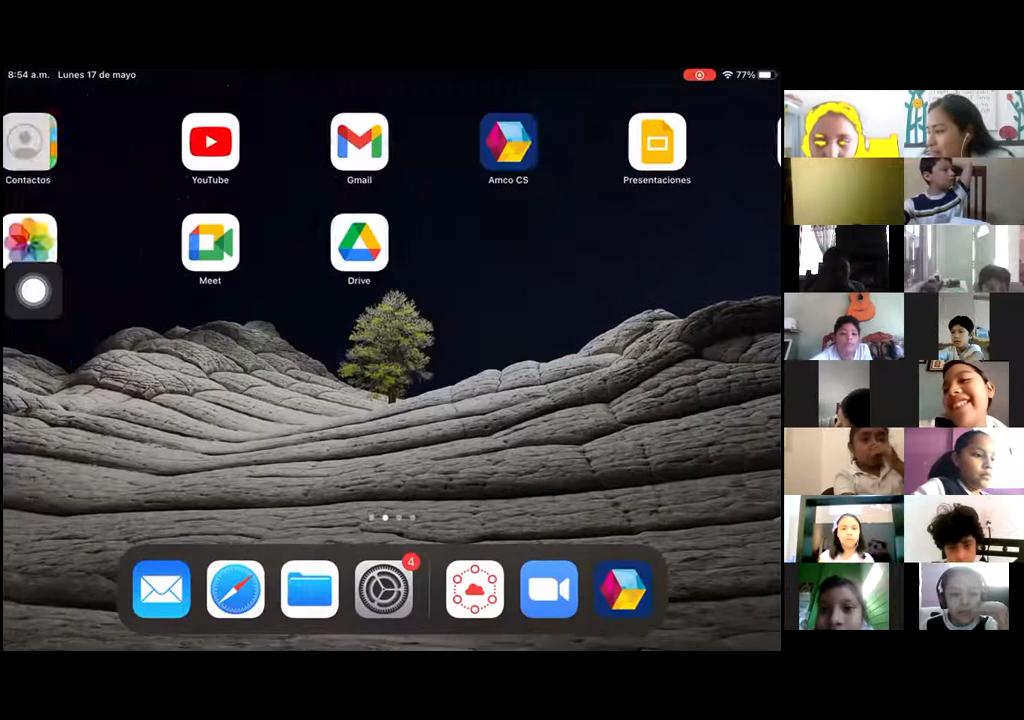 8:54 a.m. Lunes 17 de mayo
77%
Contactos
YouTube
Gmail
Amco CS
Presentaciones
Meet
Drive
4